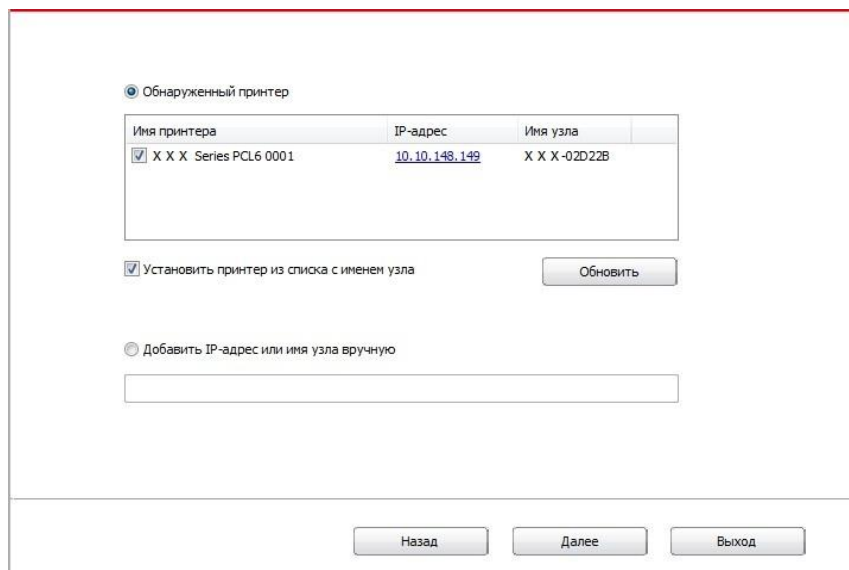 Обнаруженный принтер
Имя принтера IP-адрес Имя узла
X X X Series PCL6 0001 10.10.148.149 X X X-02D22B
Установить принтер из списка с именем узла Обновить
Добавить IP-адрес или имя узла вручную
Назад Далее Выход